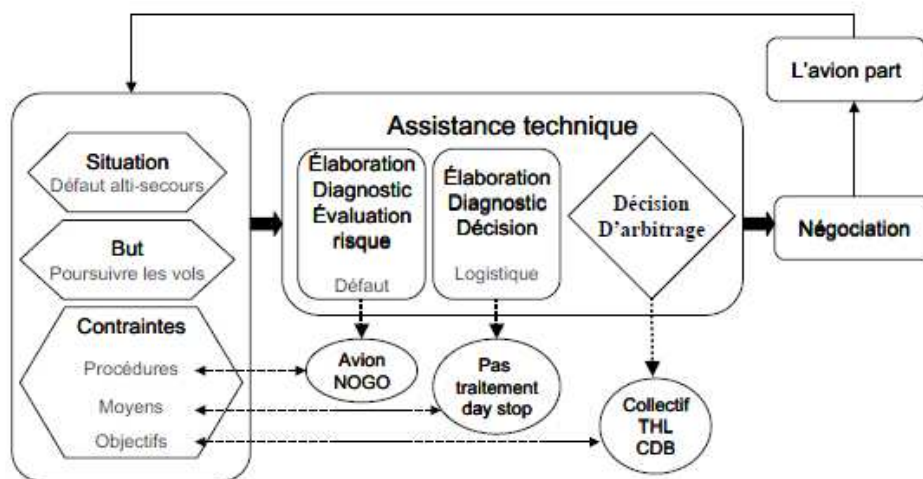 L'avion part
Assistance technique
Situation
Défaut alti-secours
But
Poursuivre les vols
Contraintes
Procédures
Moyens
Objectifs
Élaboration
Diagnostic
Évaluation
risque
Défaut
Élaboration
Diagnostic
Décision
Logistique
Décision
D'arbitrage
Négociation
Avion
NOGO
Pas
traitement
day stop
Collectif
THL
CDB